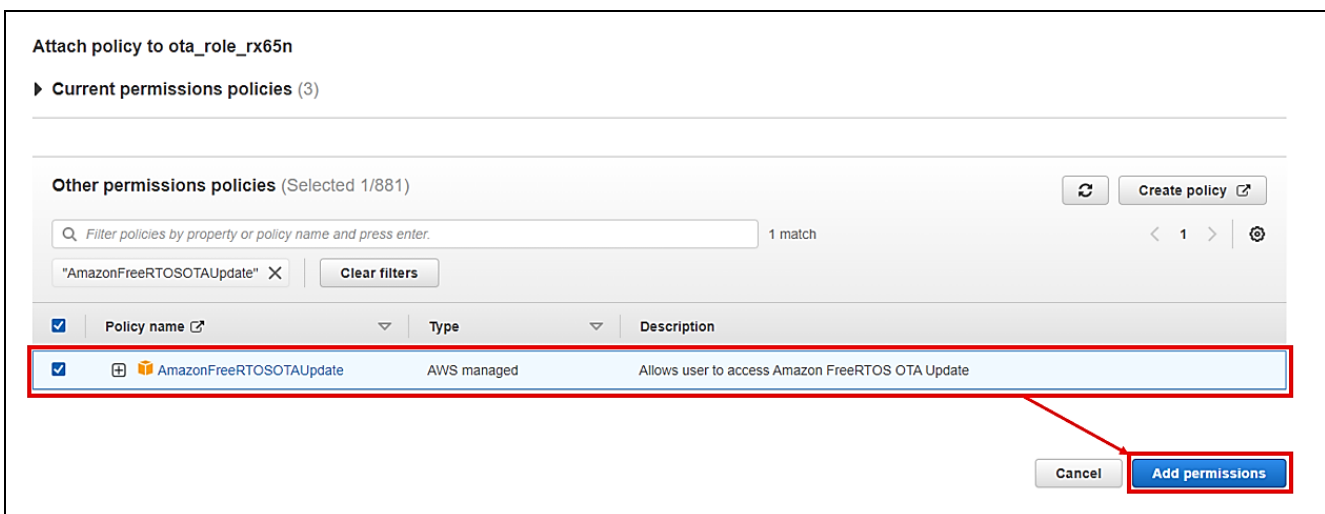 Attach policy to ota_role_rx65n
Current permissions policies (3)
Other permissions policies (Selected 1/881)
Create policy
Filter policies by property or policy name and press enter.
1 match
1
"AmazonFreeRTOSOTAUpdate"
Clear filters
Policy name Type Description
AmazonFreeRTOSOTAUpdate AWS managed Allows user to access Amazon FreeRTOS OTA Update
Cancel Add permissions